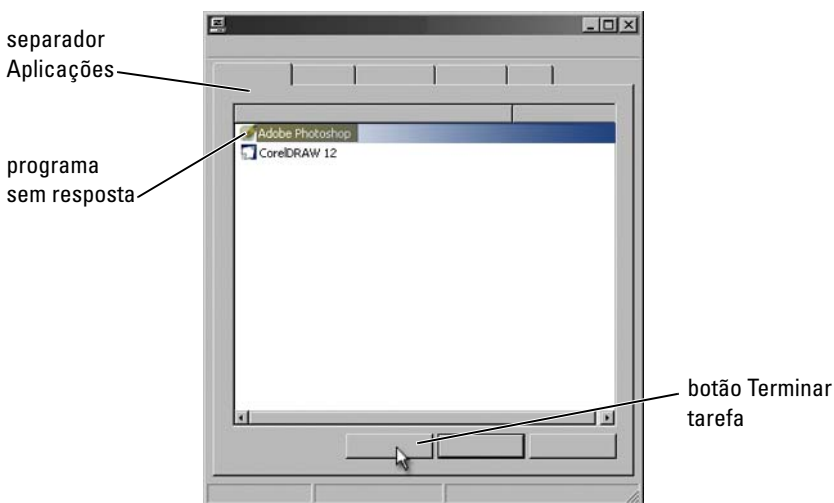 separador
Aplicações
Adobe Photoshop
CorelDRAW 12
programa
sem resposta
botão Terminar
tarefa